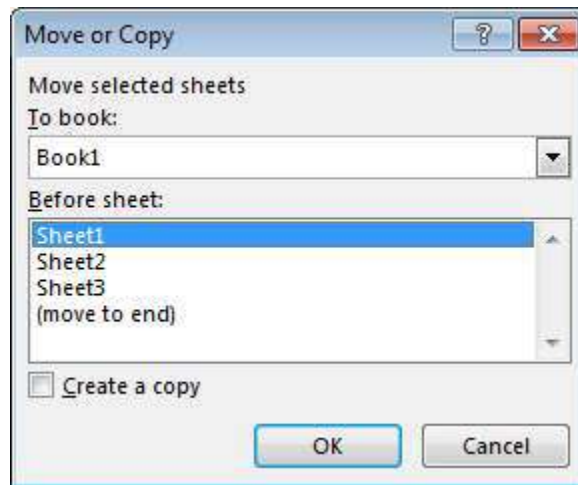 Move or Copy
Move selected sheets
To book:
Book1
Before sheet:
Sheet1
Sheet2
Sheet3
(move to end)
Create a copy
OK Cancel